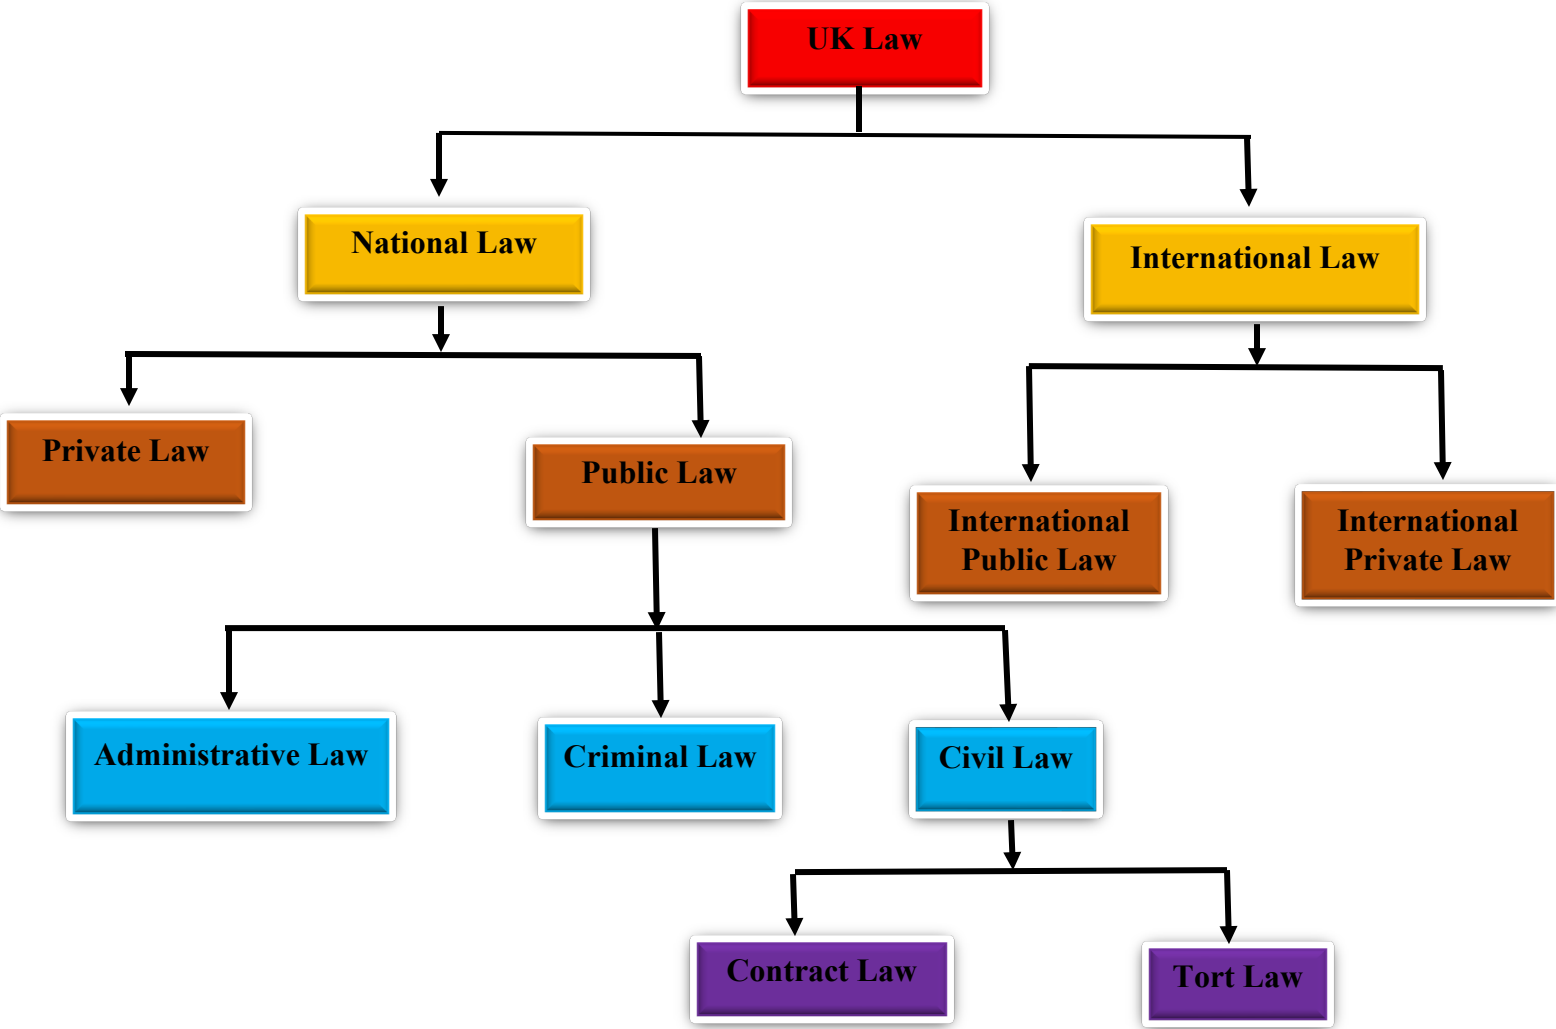 UK Law
National Law
International Law
Private Law
Public Law
International
Public Law
International
Private Law
Administrative Law
Criminal Law
Civil Law
Contract Law
Tort Law